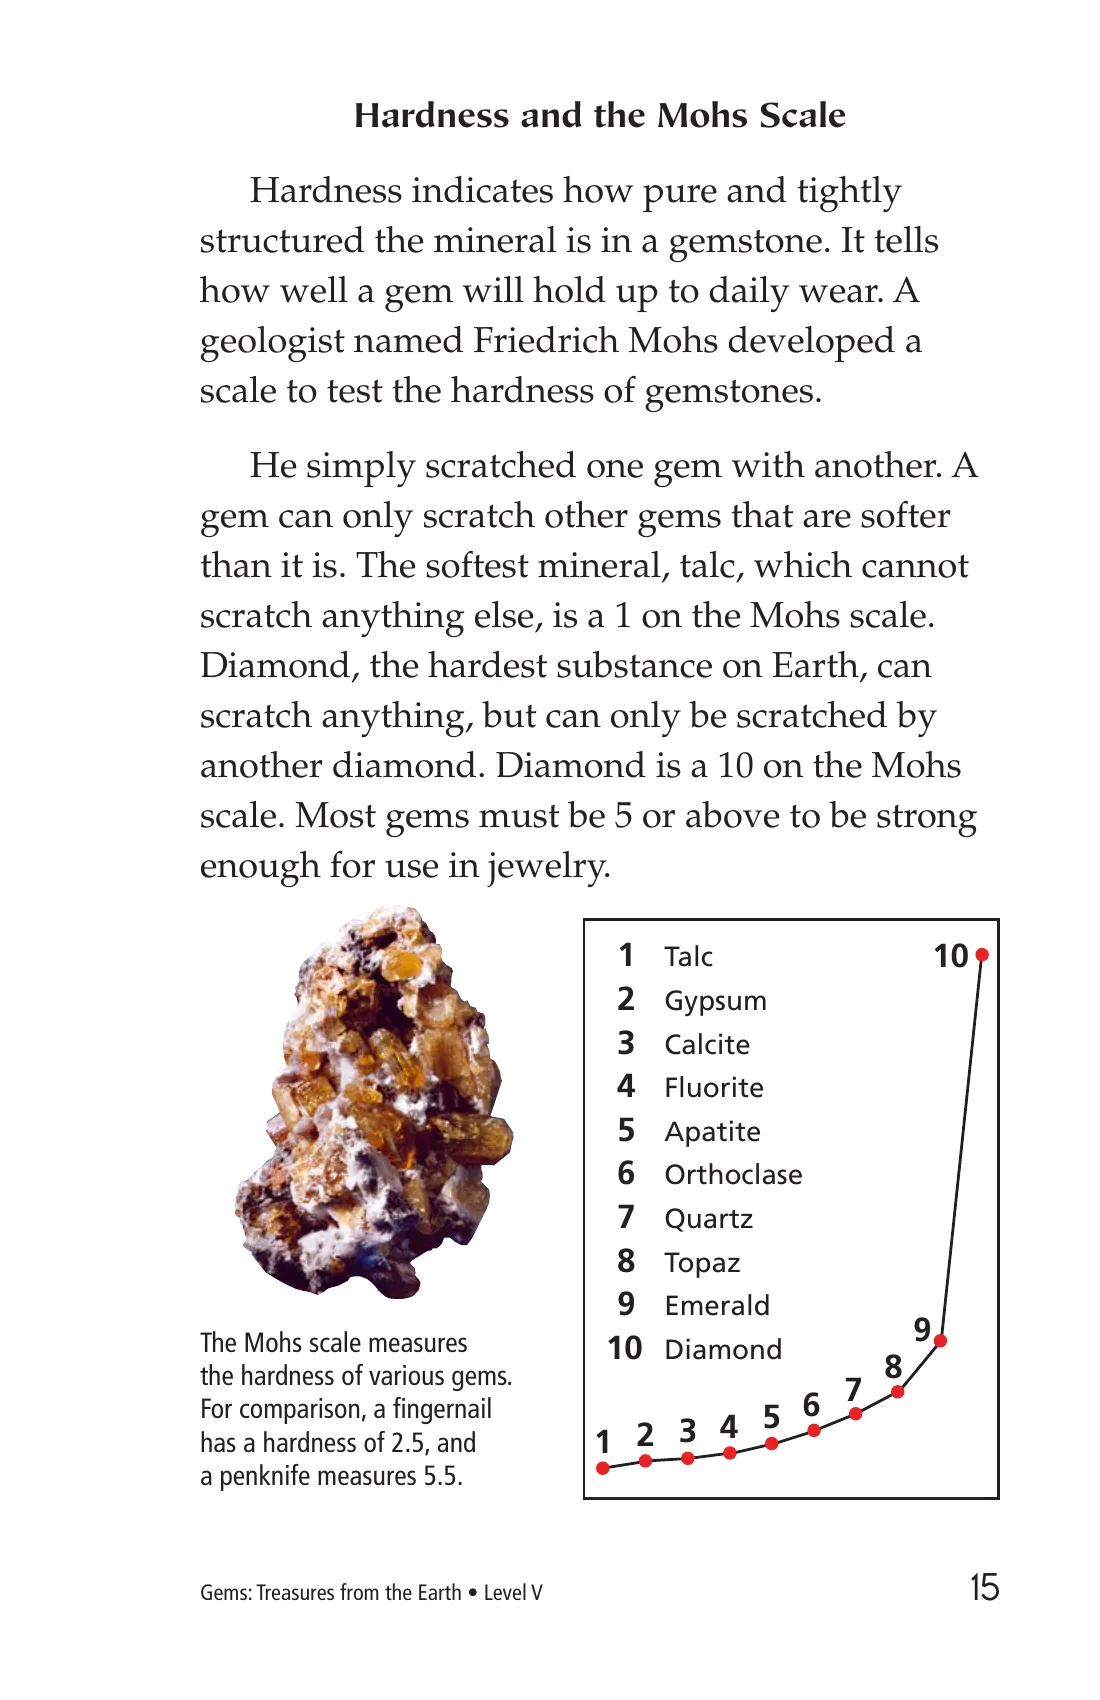 Hardness and the Mohs Scale
Hardness indicates how pure and tightly
structured the mineral is in a gemstone. It tells
how well a gem will hold up to daily wear. A
geologist named Friedrich Mohs developed a
scale to test the hardness of gemstones.
He simply scratched one gem with another. A
gem can only scratch other gems that are softer
than it is. The softest mineral, talc, which cannot
scratch anything else, is a 1 on the Mohs scale.
Diamond, the hardest substance on Earth, can
scratch anything, but can only be scratched by
another diamond. Diamond is a 10 on the Mohs
scale. Most gems must be 5 or above to be strong
enough for use in jewelry.
The Mohs scale measures
the hardness of various gems.
For comparison, a fingernail
has a hardness of 2.5, and
a penknife measures 5.5.
1 Talc
2 Gypsum
3 Calcite
4 Fluorite
5 Apatite
6 Orthoclase
7 Quartz
8 Topaz
9 Emerald
10 Diamond
1 2 3 4 5 6 7 8 9 10
Gems: Treasures from the Earth • Level V
15